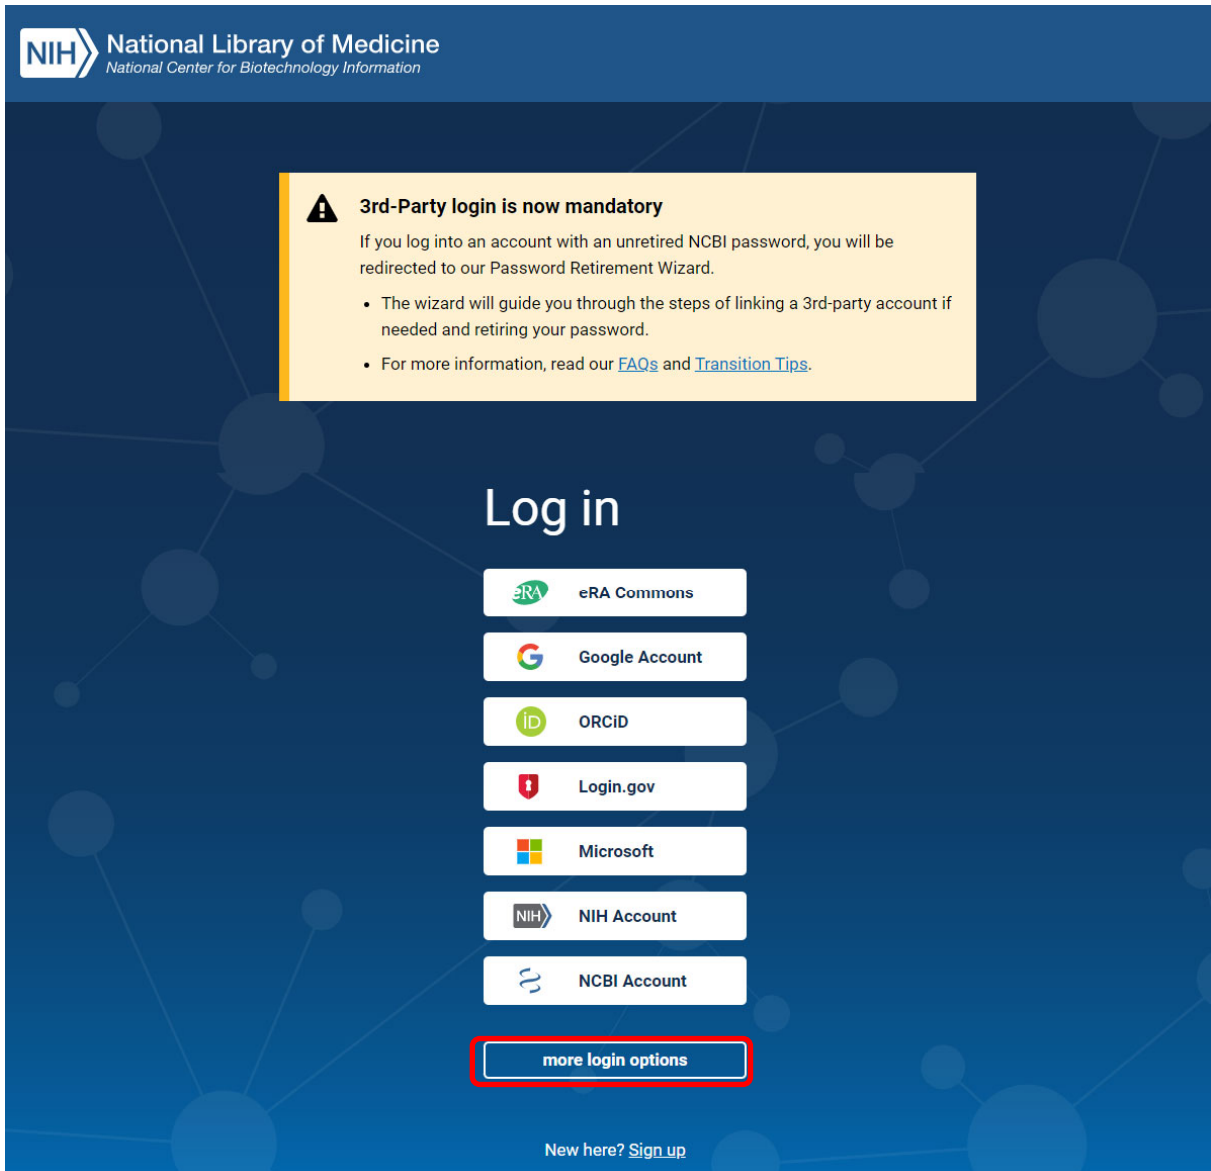 NIH National Library of Medicine
National Center for Biotechnology Information
3rd-Party login is now mandatory
If you log into an account with an unretired NCBI password, you will be
redirected to our Password Retirement Wizard.
• The wizard will guide you through the steps of linking a 3rd-party account if
needed and retiring your password.
• For more information, read our FAQs and Transition Tips.
Log in
eRA eRA Commons
G Google Account
iD ORCiD
Login.gov
Microsoft
NIH NIH Account
NCBI Account
more login options
New here? Sign up